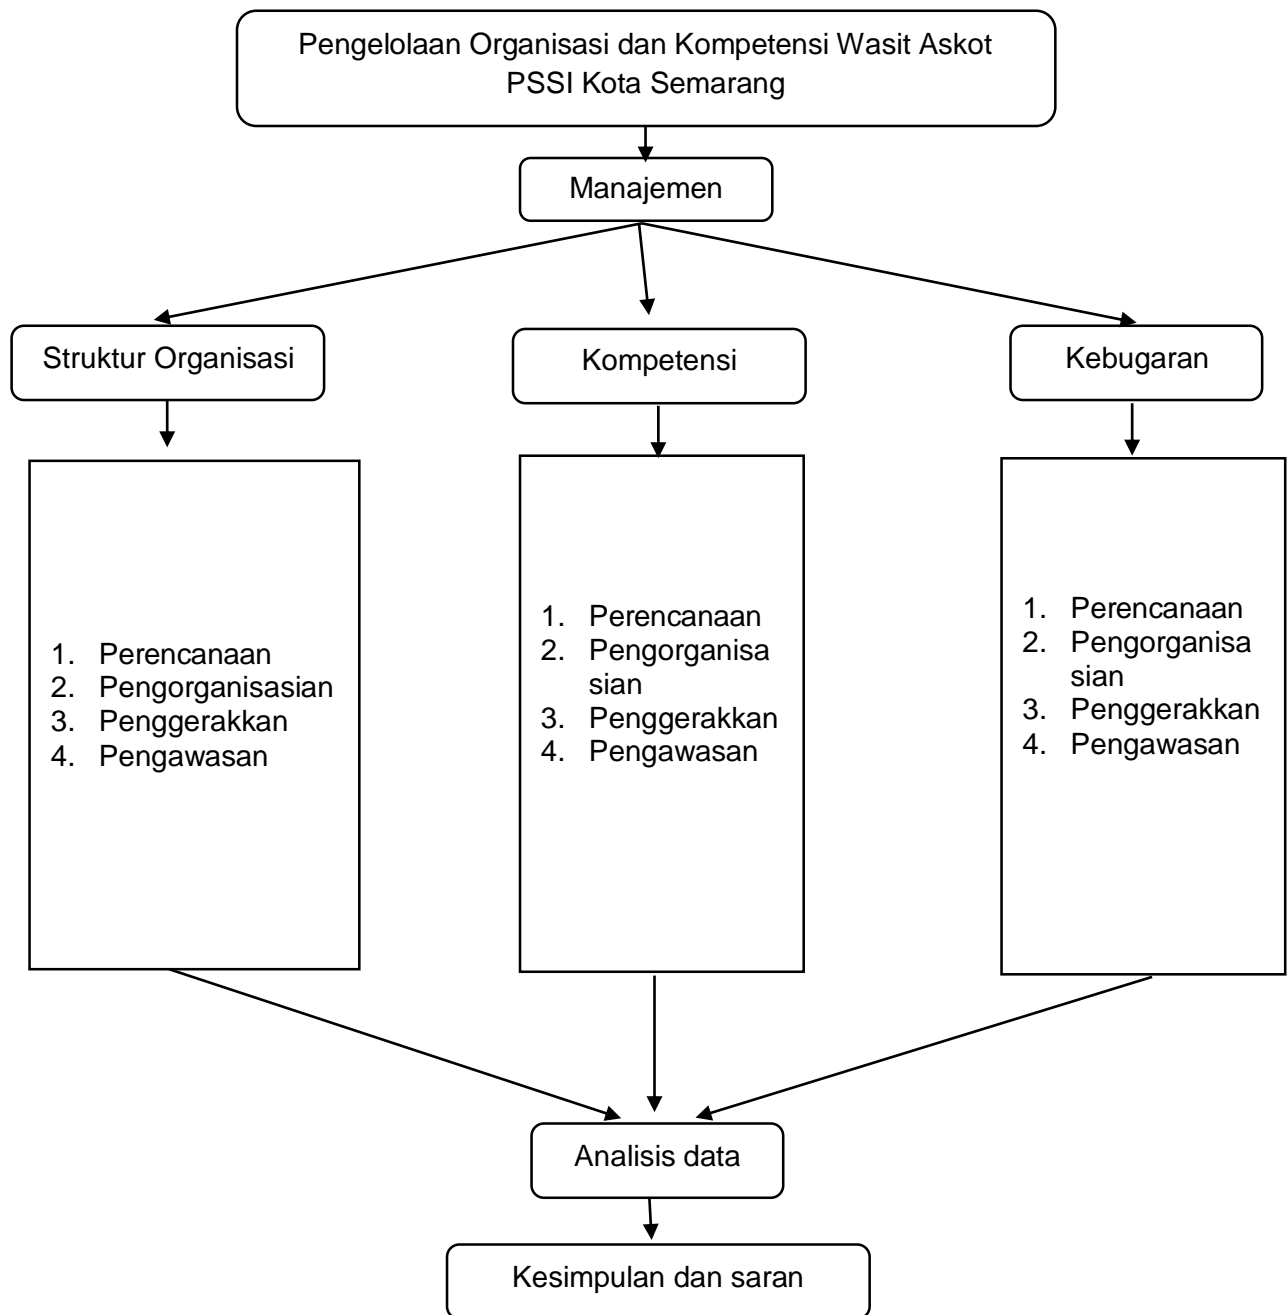 Pengelolaan Organisasi dan Kompetensi Wasit Askot
PSSI Kota Semarang
Manajemen
Struktur Organisasi
Kompetensi
Kebugaran
1. Perencanaan
2. Pengorganisasian
3. Penggerakkan
4. Pengawasan
1. Perencanaan
2. Pengorganisa
sian
3. Penggerakkan
4. Pengawasan
1. Perencanaan
2. Pengorganisa
sian
3. Penggerakkan
4. Pengawasan
Analisis data
Kesimpulan dan saran